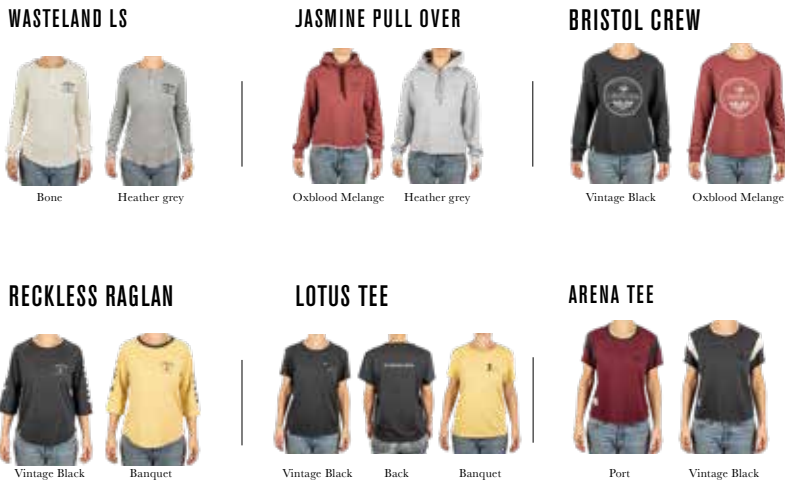 WASTELAND LS
JASMINE PULL OVER
BRISTOL CREW
Bone
Heather grey
Oxblood Melange
Heather grey
Vintage Black
Oxblood Melange
RECKLESS RAGLAN
LOTUS TEE
ARENA TEE
Vintage Black
Banquet
Vintage Black
Back
Banquet
Port
Vintage Black